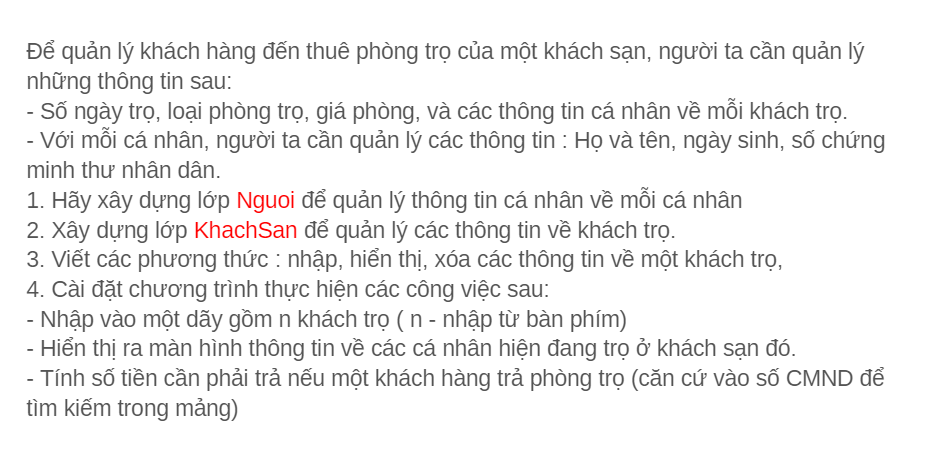 Để quản lý khách hàng đến thuê phòng trọ của một khách sạn, người ta cần quản lý
những thông tin sau:
- Số ngày trọ, loại phòng trọ, giá phòng, và các thông tin cá nhân về mỗi khách trọ.
- Với mỗi cá nhân, người ta cần quản lý các thông tin : Họ và tên, ngày sinh, số chứng
minh thư nhân dân.
1. Hãy xây dựng lớp Nguoi để quản lý thông tin cá nhân về mỗi cá nhân
2. Xây dựng lớp KhachSan để quản lý các thông tin về khách trọ.
3. Viết các phương thức : nhập, hiển thị, xóa các thông tin về một khách trọ,
4. Cài đặt chương trình thực hiện các công việc sau:
- Nhập vào một dãy gồm n khách trọ ( n - nhập từ bàn phím)
- Hiển thị ra màn hình thông tin về các cá nhân hiện đang trọ ở khách sạn đó.
- Tính số tiền cần phải trả nếu một khách hàng trả phòng trọ (căn cứ vào số CMND để
tìm kiếm trong mảng)